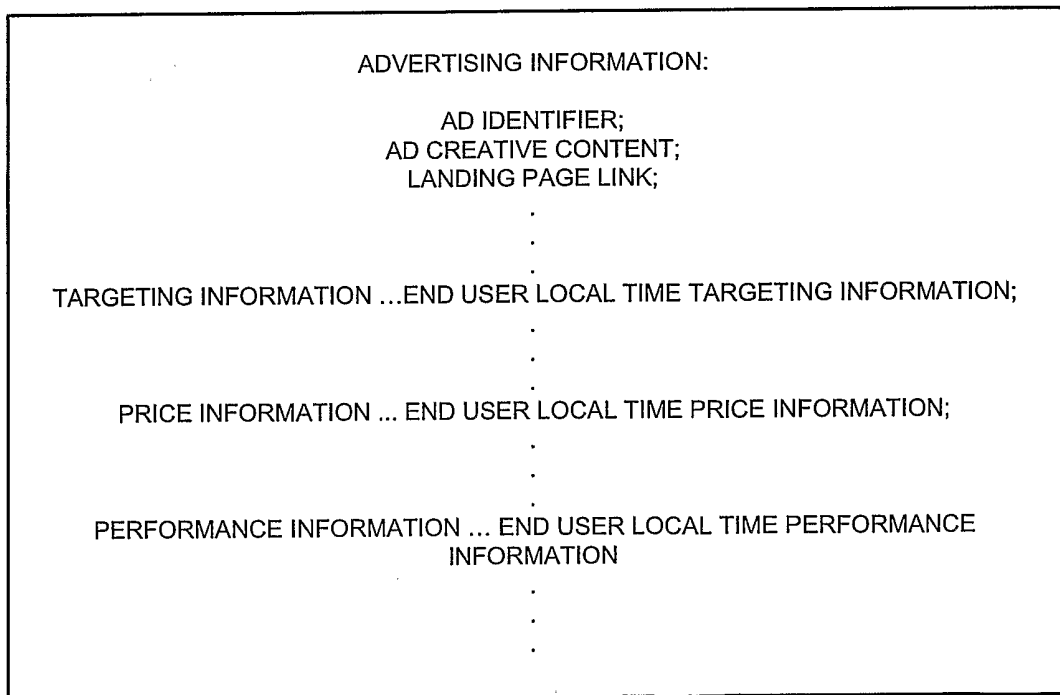 ADVERTISING INFORMATION:
AD IDENTIFIER;
AD CREATIVE CONTENT;
LANDING PAGE LINK;
.
.
.
TARGETING INFORMATION ...END USER LOCAL TIME TARGETING INFORMATION;
.
.
.
PRICE INFORMATION ... END USER LOCAL TIME PRICE INFORMATION;
.
.
.
PERFORMANCE INFORMATION ... END USER LOCAL TIME PERFORMANCE
INFORMATION
.
.
.